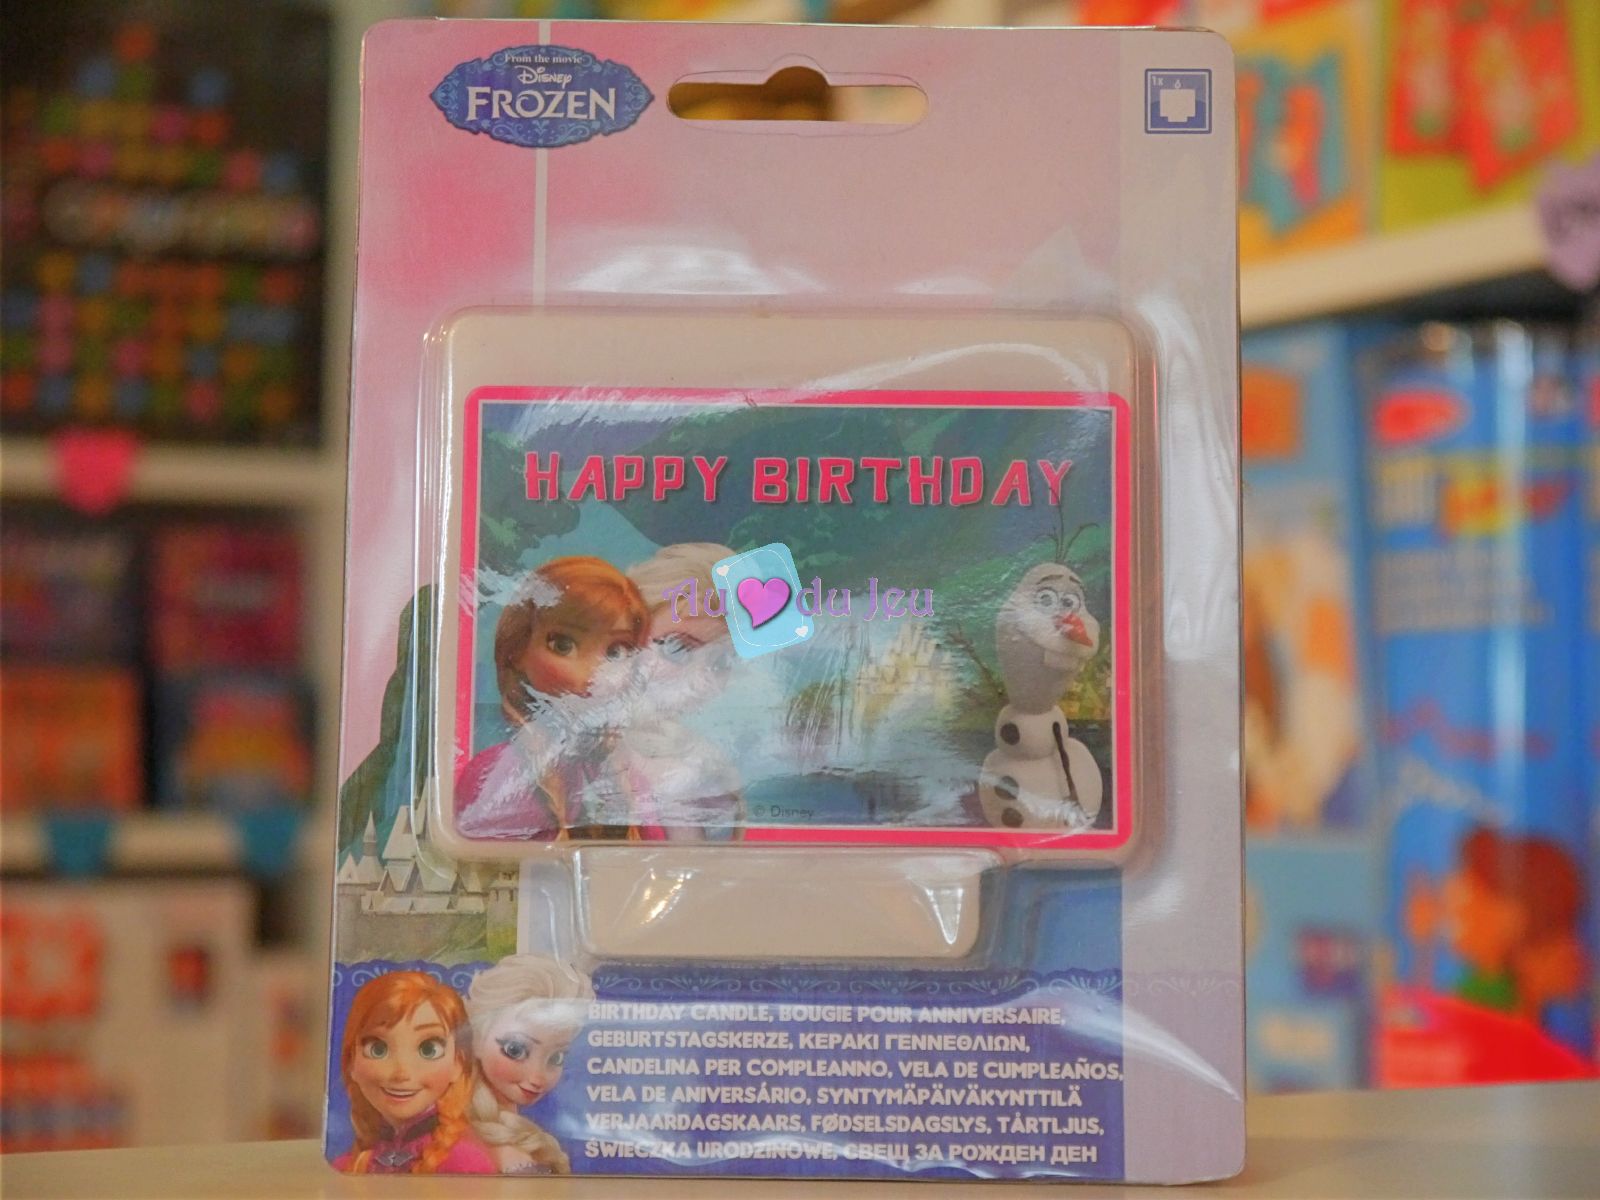 From the movie
Disney
FROZEN
1x
HAPPY BIRTHDAY
Au du Jeu
© Disney
BIRTHDAY CANDLE, BOUGIE POUR ANNIVERSAIRE,
GEBURTSTAGSKERZE, ΚΕΡΑΚΙ ΓΕΝΝΕΘΛΙΩΝ,
CANDELINA PER COMPLEANNO, VELA DE CUMPLEAÑOS,
VELA DE ANIVERSÁRIO, SYNTYMÄPÄIVÄKYNTTILÄ
VERJAARDAGSKAARS, FØDSELSDAGSLYS, TÅRTLJUS,
ŚWIECZKA URODZINOWE, СВЕЩ ЗА РОЖДЕН ДЕН